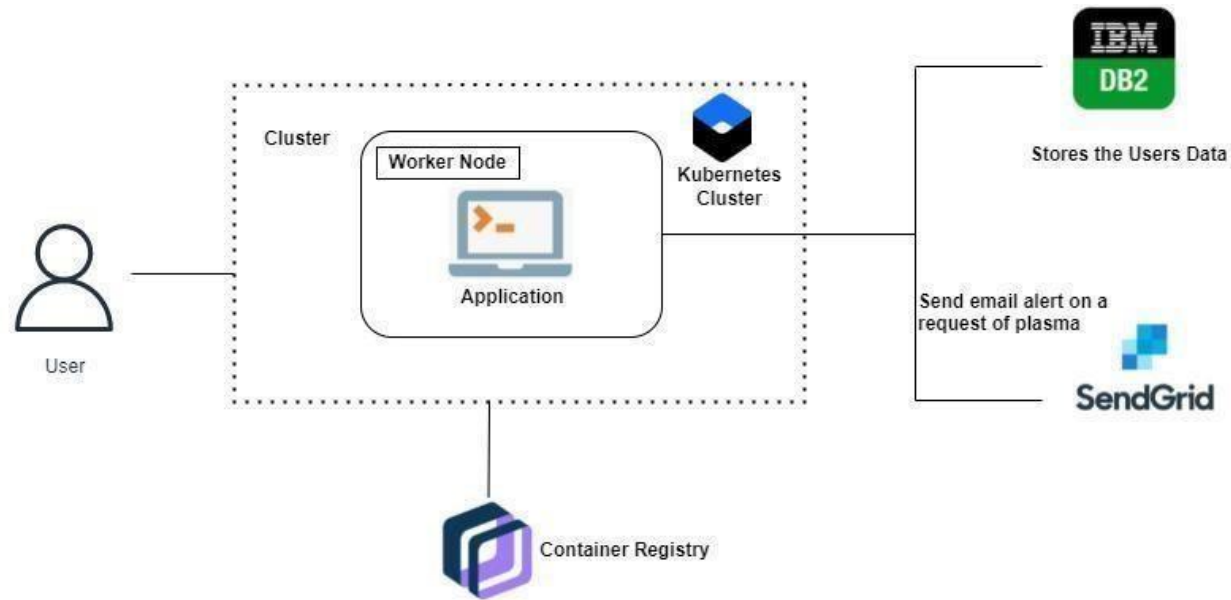 IBM
DB2
Stores the Users Data
Cluster
Worker Node
Kubernetes
Cluster
Application
User
Send email alert on a
request of plasma
SendGrid
Container Registry